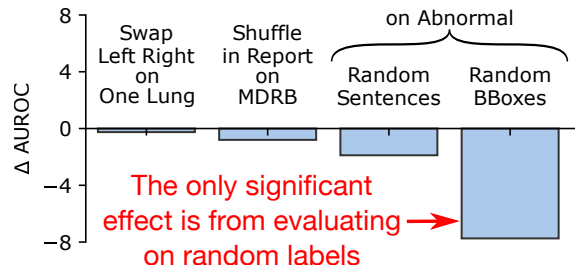 8
4
0
−4
−8
Δ AUROC
Swap
Left Right
on
One Lung
Shuffle
in Report
on
MDRB
on Abnormal
Random
Sentences
Random
BBoxes
The only significant
effect is from evaluating
on random labels